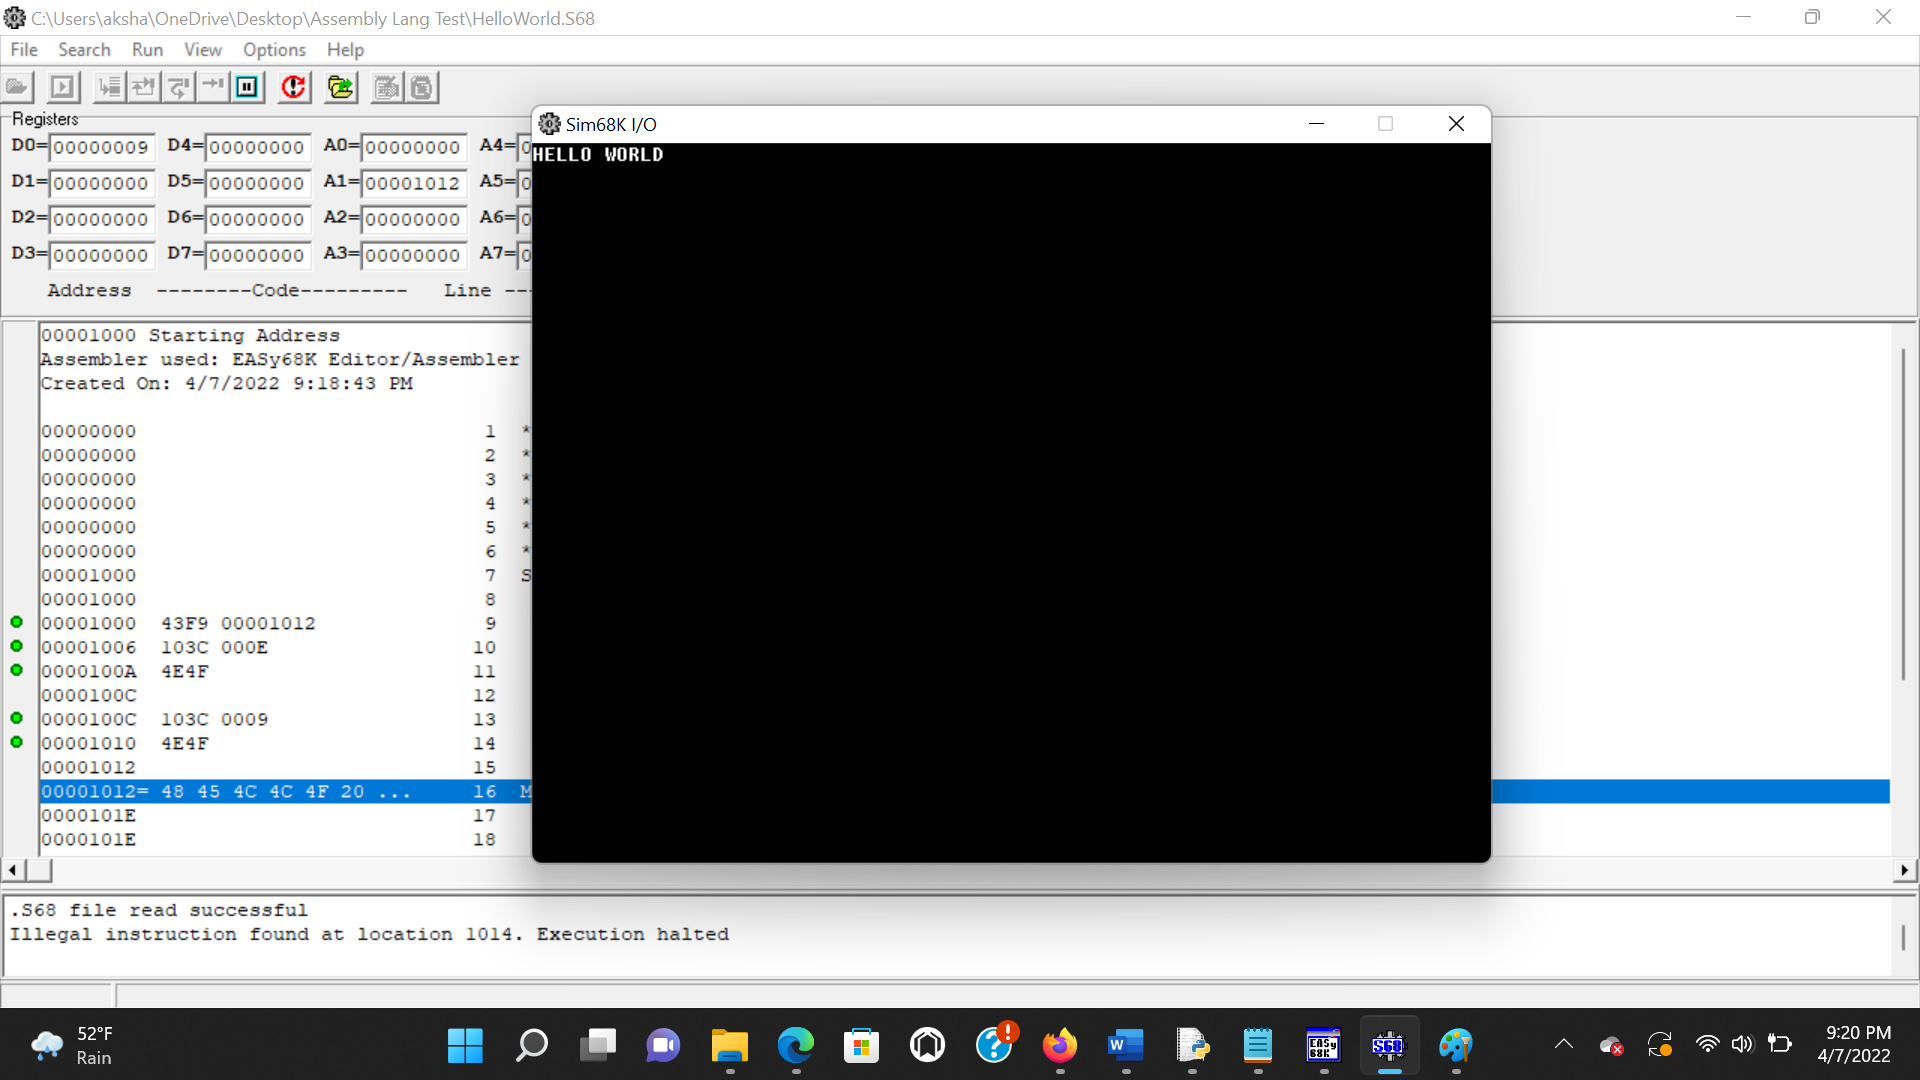 C:\Users\aksha\OneDrive\Desktop\Assembly Lang Test\HelloWorld.S68
File Search Run View Options Help
Registers
D0= 00000009 D4= 00000000 A0= 00000000 A4= 0
D1= 00000000 D5= 00000000 A1= 00001012 A5= 0
D2= 00000000 D6= 00000000 A2= 00000000 A6= 0
D3= 00000000 D7= 00000000 A3= 00000000 A7= 0
Address --------Code--------- Line --
Sim68K I/O
HELLO WORLD
00001000 Starting Address
Assembler used: EASy68K Editor/Assembler
Created On: 4/7/2022 9:18:43 PM
00000000 1 *
00000000 2 *
00000000 3 *
00000000 4 *
00000000 5 *
00000000 6 *
00001000 7 S
00001000 8
00001000 43F9 00001012 9
00001006 103C 000E 10
0000100A 4E4F 11
0000100C 12
0000100C 103C 0009 13
00001010 4E4F 14
00001012 15
00001012= 48 45 4C 4C 4F 20 ... 16 M
0000101E 17
0000101E 18
.S68 file read successful
Illegal instruction found at location 1014. Execution halted
52°F
Rain
W
EASy
68K
S68
9:20 PM
4/7/2022